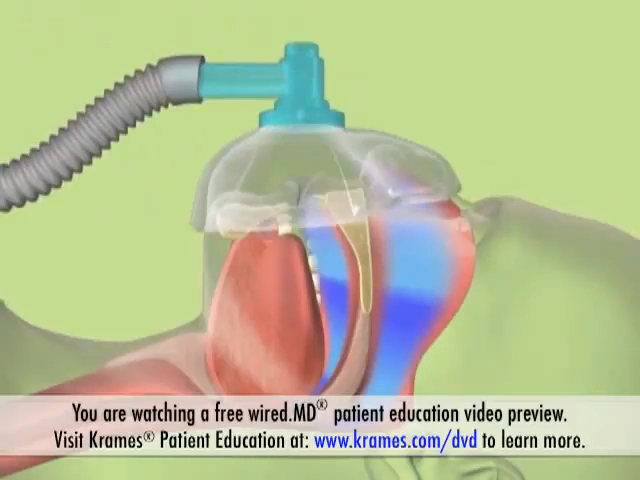 You are watching a free wired.MD® patient education video preview.
Visit Krames® Patient Education at: www.krames.com/dvd to learn more.